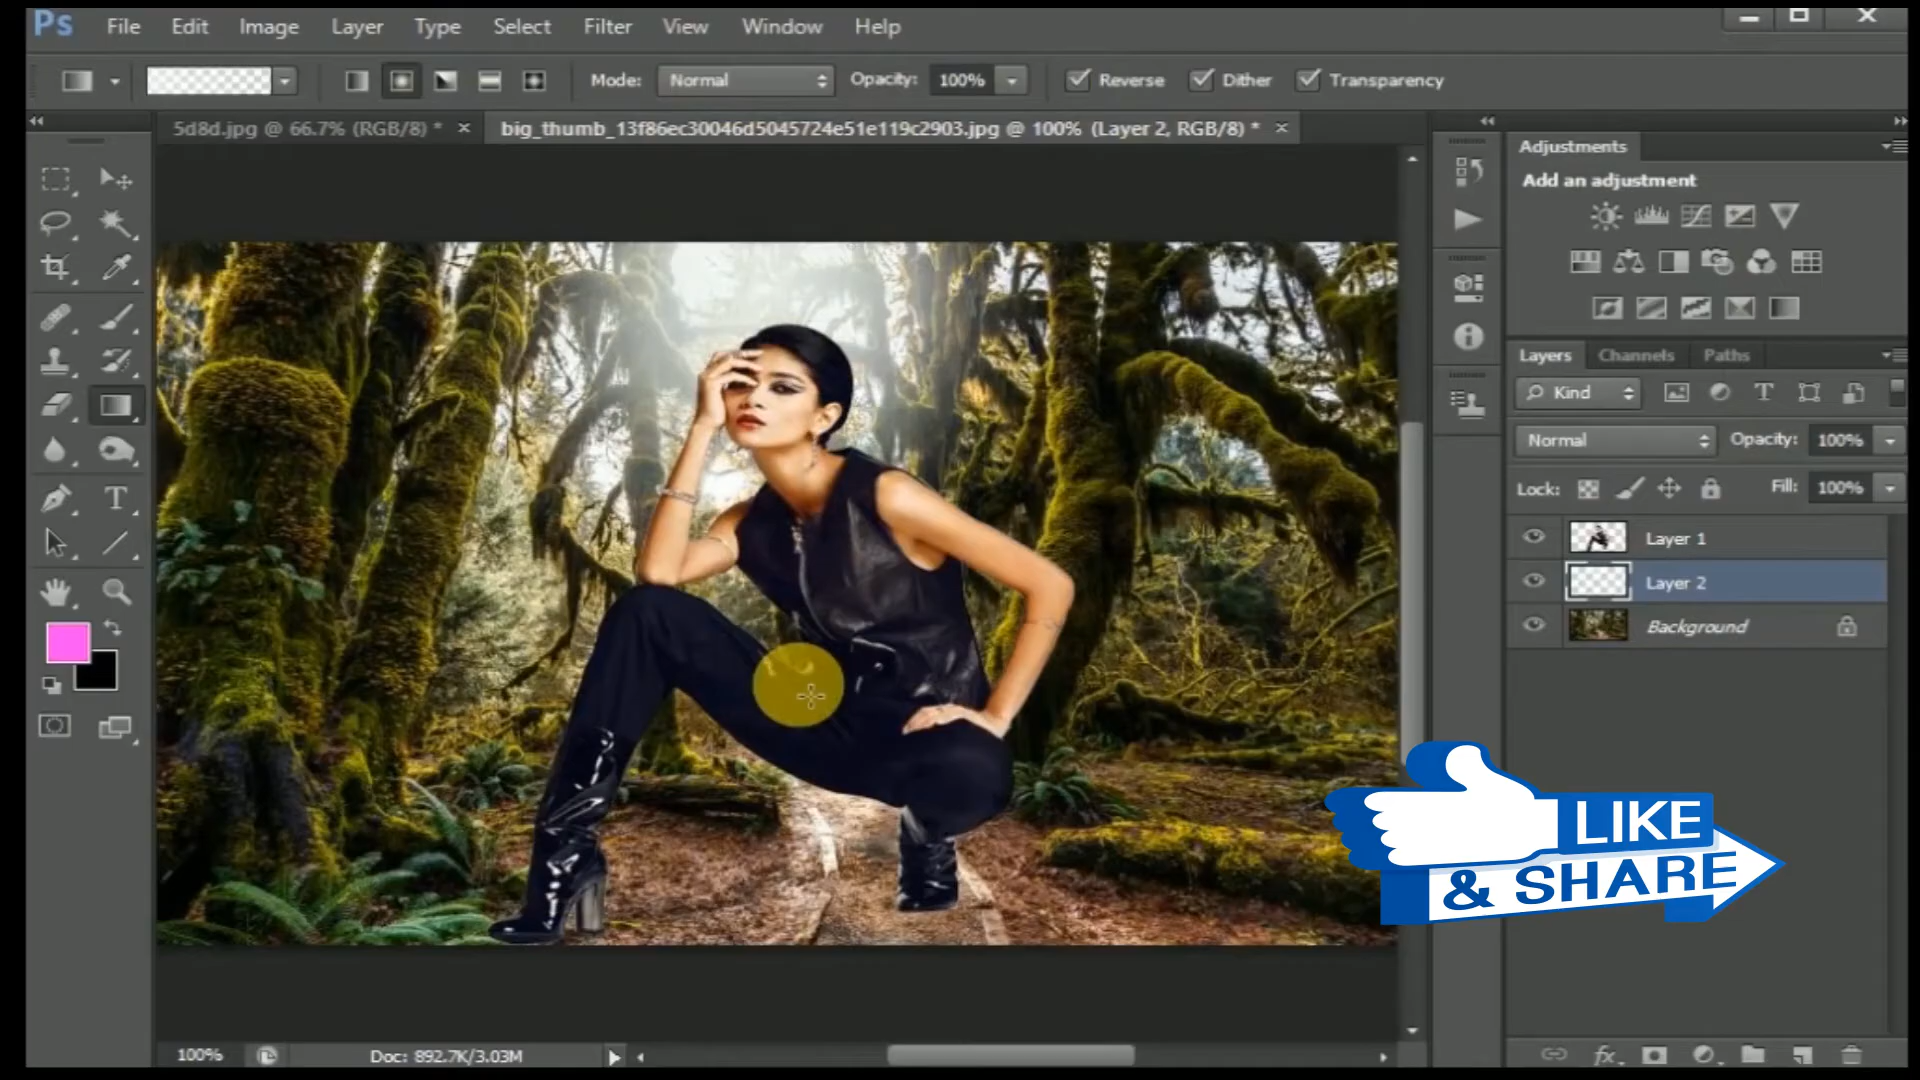 Ps File Edit Image Layer Type Select Filter View Window Help
Mode: Normal Opacity: 100% Reverse Dither Transparency
5d8d.jpg @ 66.7% (RGB/8) * big_thumb_13f86ec30046d5045724e51e119c2903.jpg @ 100% (Layer 2, RGB/8) *
Adjustments
Add an adjustment
Layers Channels Paths
Kind
Normal Opacity: 100%
Lock: Fill: 100%
Layer 1
Layer 2
Background
LIKE
& SHARE
100% Doc: 892.7K/3.03M